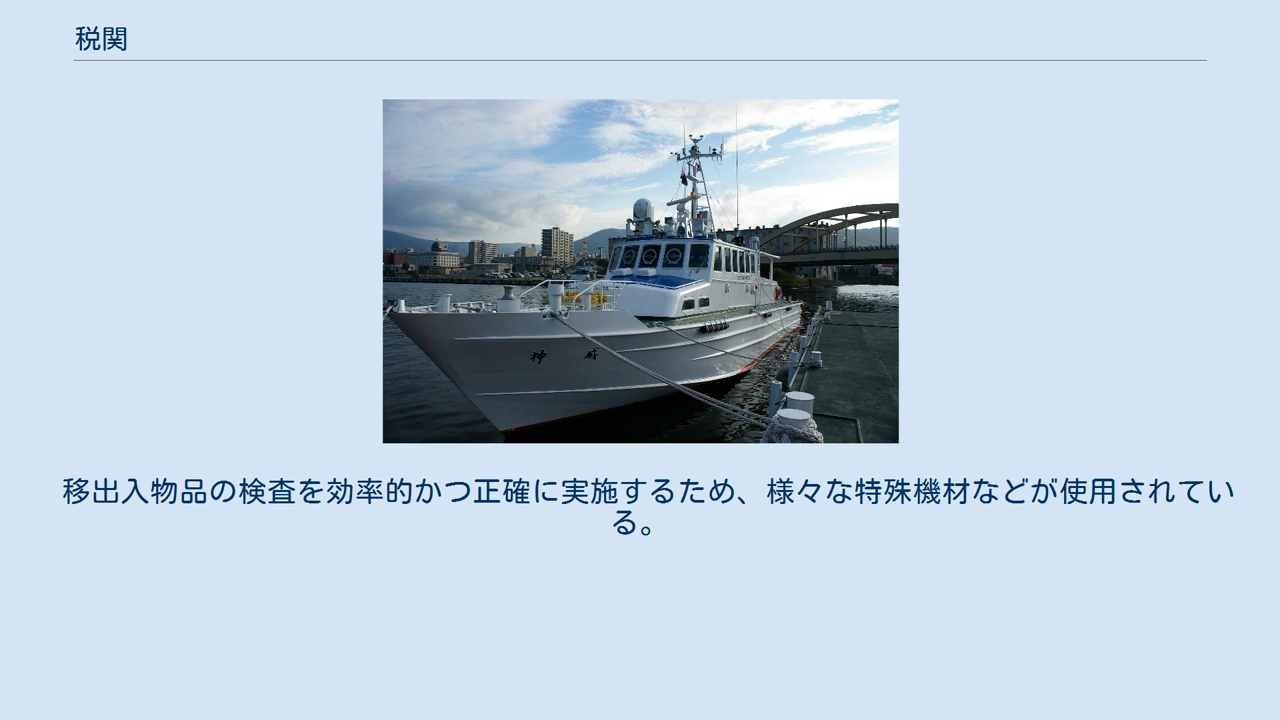 税関
神 威
移出入物品の検査を効率的かつ正確に実施するため、様々な特殊機材などが使用されてい
る。